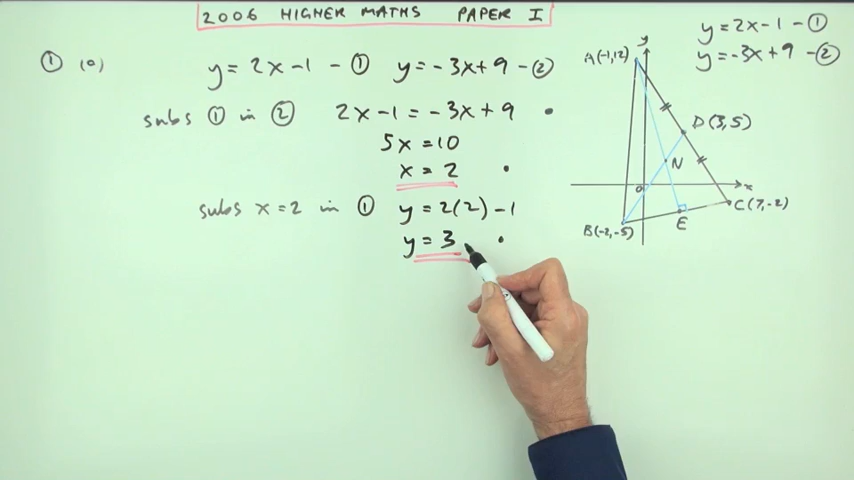 2006 HIGHER MATHS PAPER I
① (a) y = 2x - 1 - ① y = -3x + 9 - ②
subs ① in ② 2x - 1 = -3x + 9
5x = 10
x = 2
subs x = 2 in ① y = 2(2) - 1
y = 3
y = 2x - 1 - ①
y = -3x + 9 - ②
y
A(-1,12)
D(3,5)
N
o
x
C(7,-2)
B(-2,-5)
E